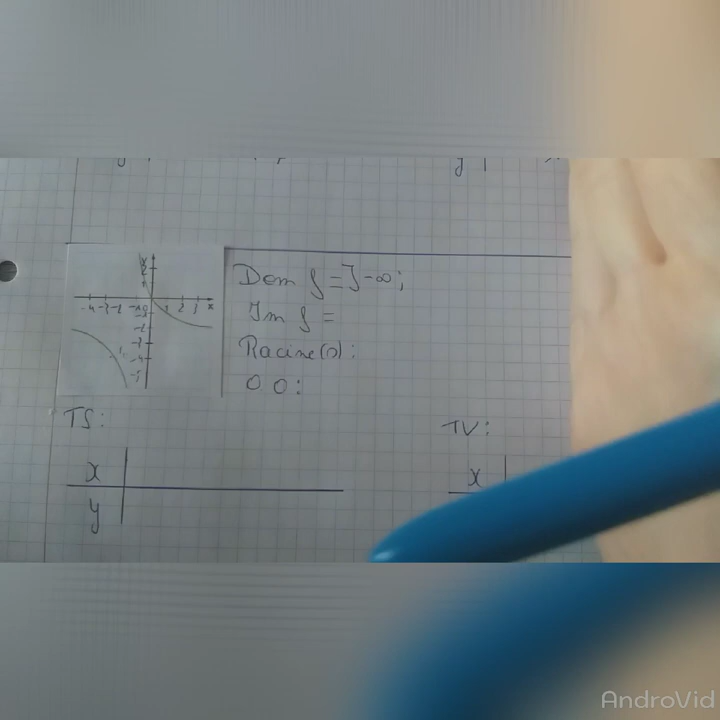 Dom f = ]-∞;
Im f =
Racine(s):
O O:
TS:
TV:
x
x
y
AndroVid